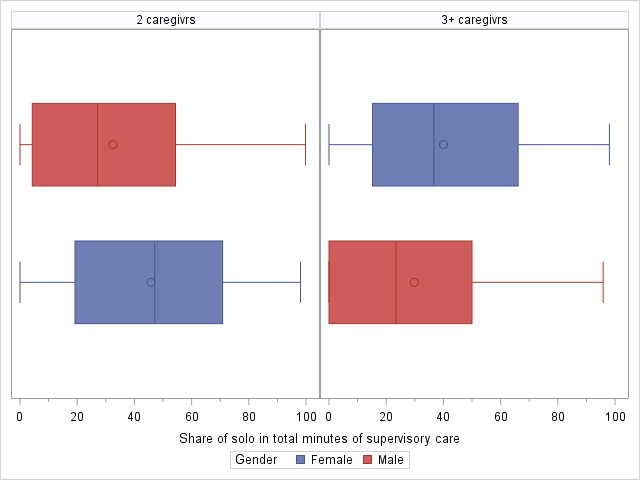 2 caregivrs 3+ caregivrs
0 20 40 60 80 100 0 20 40 60 80 100
Share of solo in total minutes of supervisory care
Gender Female Male